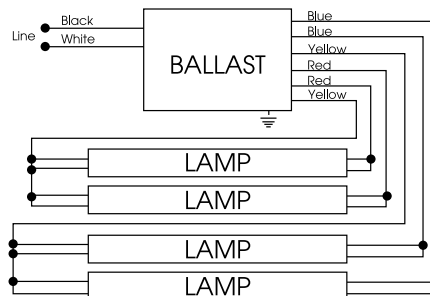 Line
Black
White
BALLAST
Blue
Blue
Yellow
Red
Red
Yellow
LAMP
LAMP
LAMP
LAMP